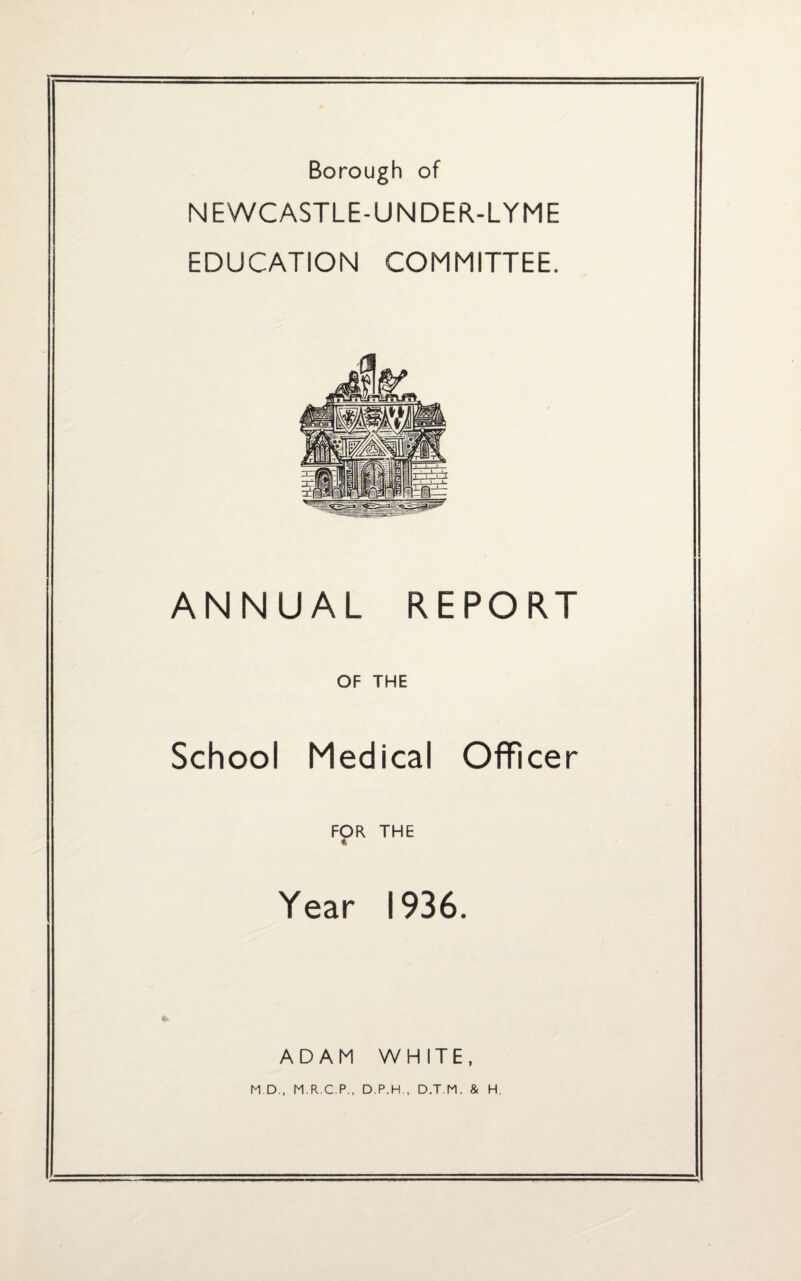 Borough of
NEWCASTLE-UNDER-LYME
EDUCATION COMMITTEE.
ANNUAL REPORT
OF THE
School Medical Officer
FOR THE
Year 1936.
ADAM WHITE,
M.D., M.R.C.P., D.P.H., D.T.M. & H.